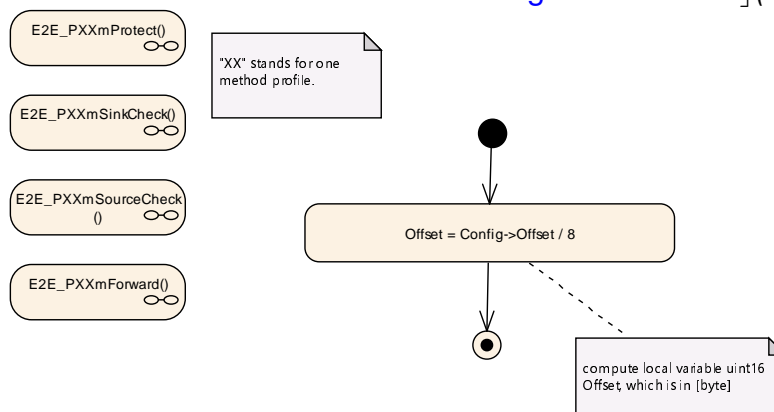 E2E_PXXmProtect()
"XX" stands for one
method profile.
E2E_PXXmSinkCheck()
E2E_PXXmSourceCheck
()
Offset = Config->Offset / 8
E2E_PXXmForward()
compute local variable uint16
Offset, which is in [byte]